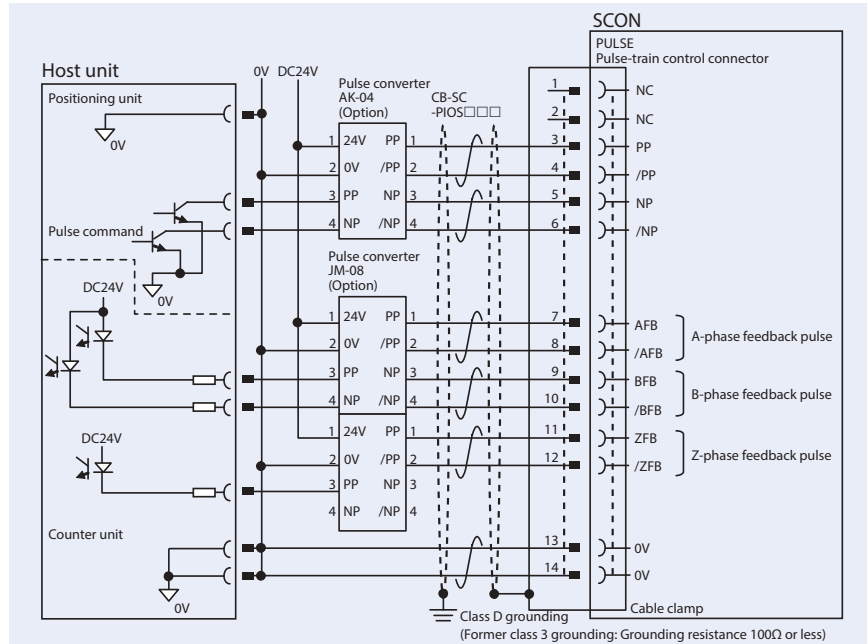 SCON
PULSE
Pulse-train control connector
Host unit
0V DC24V
Positioning unit
0V
Pulse converter
AK-04
(Option)
CB-SC
-PIOS□□□
1 24V PP 1
2 0V /PP 2
3 PP NP 3
4 NP /NP 4
1 NC
2 NC
3 PP
4 /PP
5 NP
6 /NP
Pulse command
0V
DC24V
Pulse converter
JM-08
(Option)
1 24V PP 1
2 0V /PP 2
3 PP NP 3
4 NP /NP 4
7 AFB
8 /AFB
A-phase feedback pulse
9 BFB
10 /BFB
B-phase feedback pulse
DC24V
1 24V PP 1
2 0V /PP 2
3 PP NP 3
4 NP /NP 4
11 ZFB
12 /ZFB
Z-phase feedback pulse
Counter unit
0V
13 0V
14 0V
Cable clamp
Class D grounding
(Former class 3 grounding: Grounding resistance 100Ω or less)